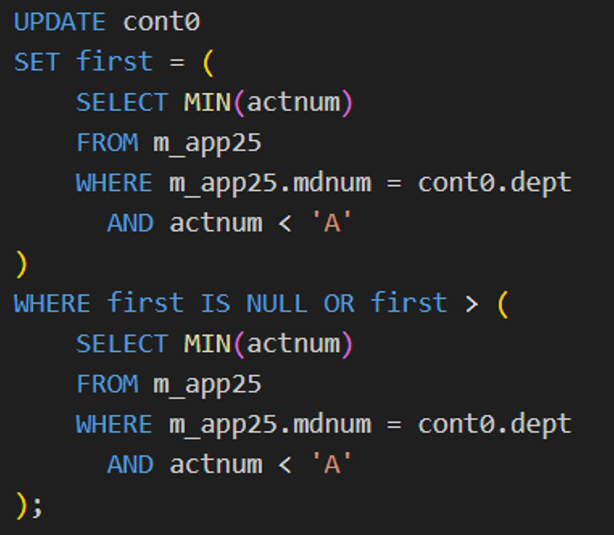 UPDATE cont0
SET first = (
    SELECT MIN(actnum)
    FROM m_app25
    WHERE m_app25.mdnum = cont0.dept
      AND actnum < 'A'
)
WHERE first IS NULL OR first > (
    SELECT MIN(actnum)
    FROM m_app25
    WHERE m_app25.mdnum = cont0.dept
      AND actnum < 'A'
);